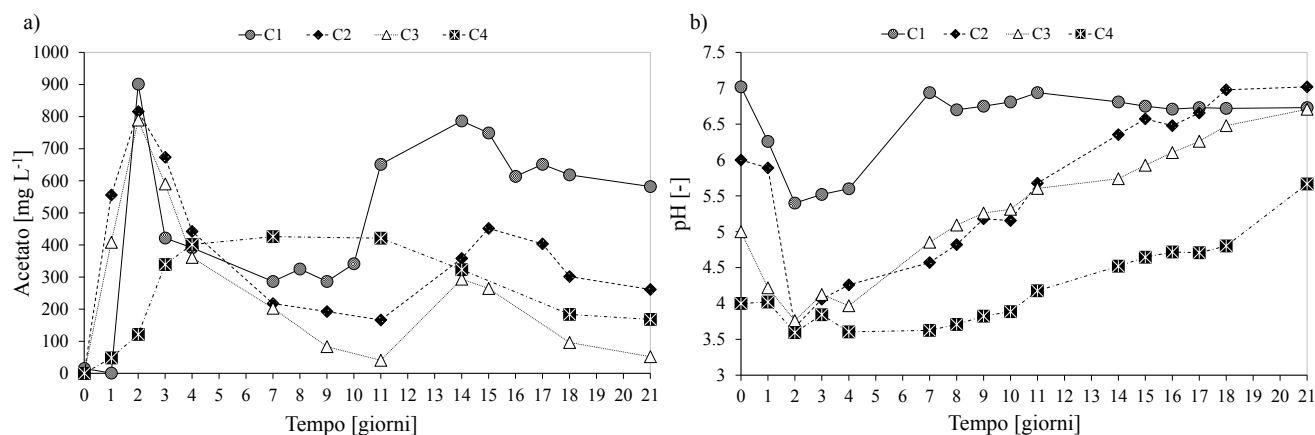 a)
C1 C2 C3 C4
Acetato [mg L-1]
1000
900
800
700
600
500
400
300
200
100
0
0 1 2 3 4 5 6 7 8 9 10 11 12 13 14 15 16 17 18 19 20 21
Tempo [giorni]
b)
C1 C2 C3 C4
pH [-]
7.5
7
6.5
6
5.5
5
4.5
4
3.5
3
0 1 2 3 4 5 6 7 8 9 10 11 12 13 14 15 16 17 18 19 20 21
Tempo [giorni]